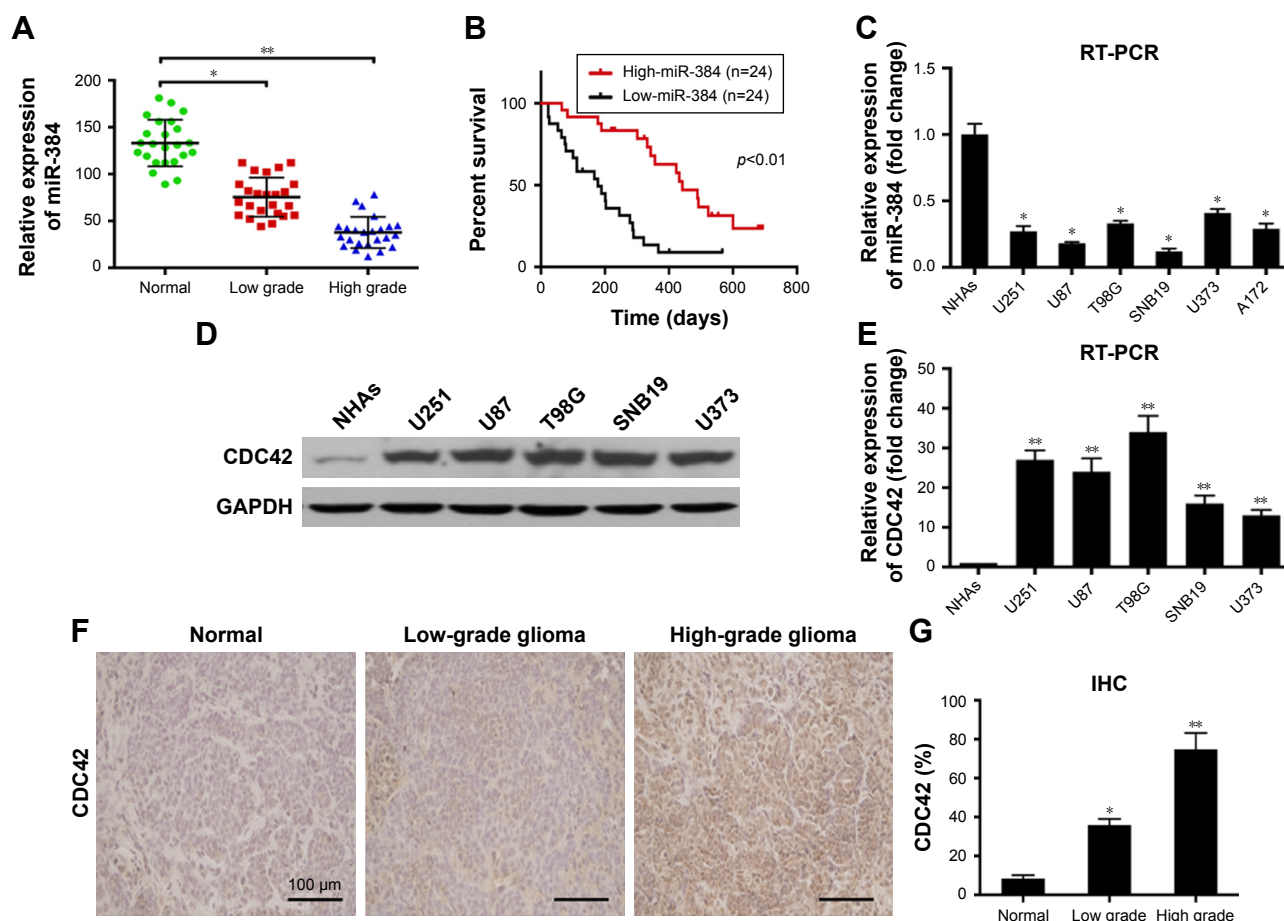 A
Relative expression
of miR-384
200
150
100
50
0
*
**
Normal
Low grade
High grade
B
Percent survival
100
50
0
High-miR-384 (n=24)
Low-miR-384 (n=24)
p<0.01
0
200
400
600
800
Time (days)
C
RT-PCR
Relative expression
of miR-384 (fold change)
1.5
1.0
0.5
0.0
*
*
*
*
*
*
NHAs
U251
U87
T98G
SNB19
U373
A172
D
NHAs
U251
U87
T98G
SNB19
U373
CDC42
GAPDH
E
RT-PCR
Relative expression
of CDC42 (fold change)
50
40
30
20
10
0
**
**
**
**
**
NHAs
U251
U87
T98G
SNB19
U373
F
Normal
Low-grade glioma
High-grade glioma
CDC42
100 µm
G
IHC
CDC42 (%)
100
80
60
40
20
0
*
**
Normal
Low grade
High grade